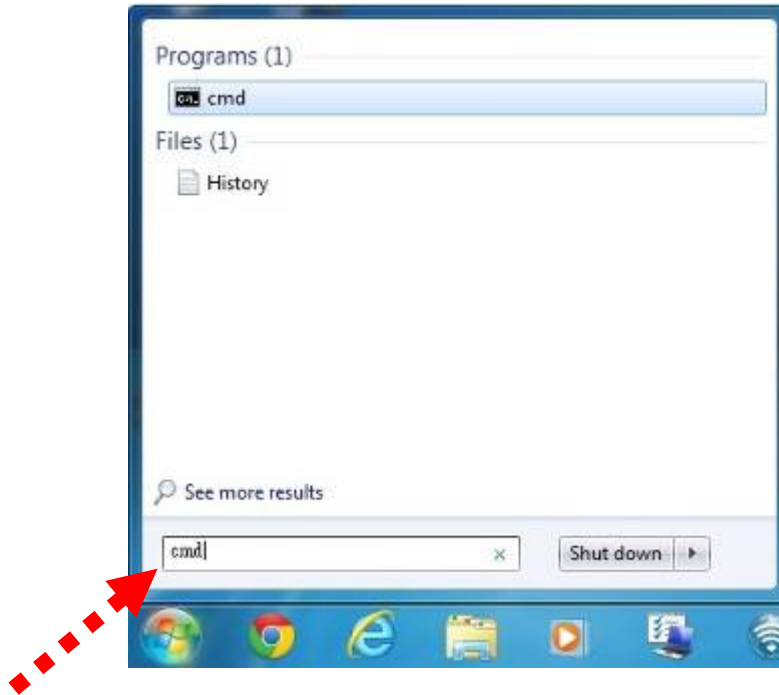 Programs (1)
cmd
Files (1)
History
See more results
cmd
Shut down